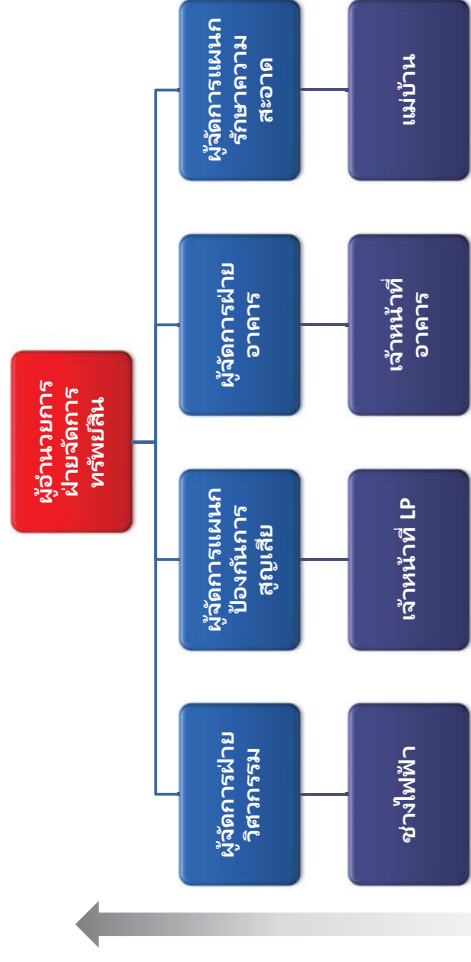 ผู้อำนวยการ
ฝ่ายจัดการ
ทรัพย์สิน
ผู้จัดการฝ่าย
วิศวกรรม
ผู้จัดการแผนก
ป้องกันการ
สูญเสีย
ผู้จัดการฝ่าย
อาคาร
ผู้จัดการแผนก
รักษาความ
สะอาด
ช่างไฟฟ้า
เจ้าหน้าที่ LP
เจ้าหน้าที่
อาคาร
แม่บ้าน